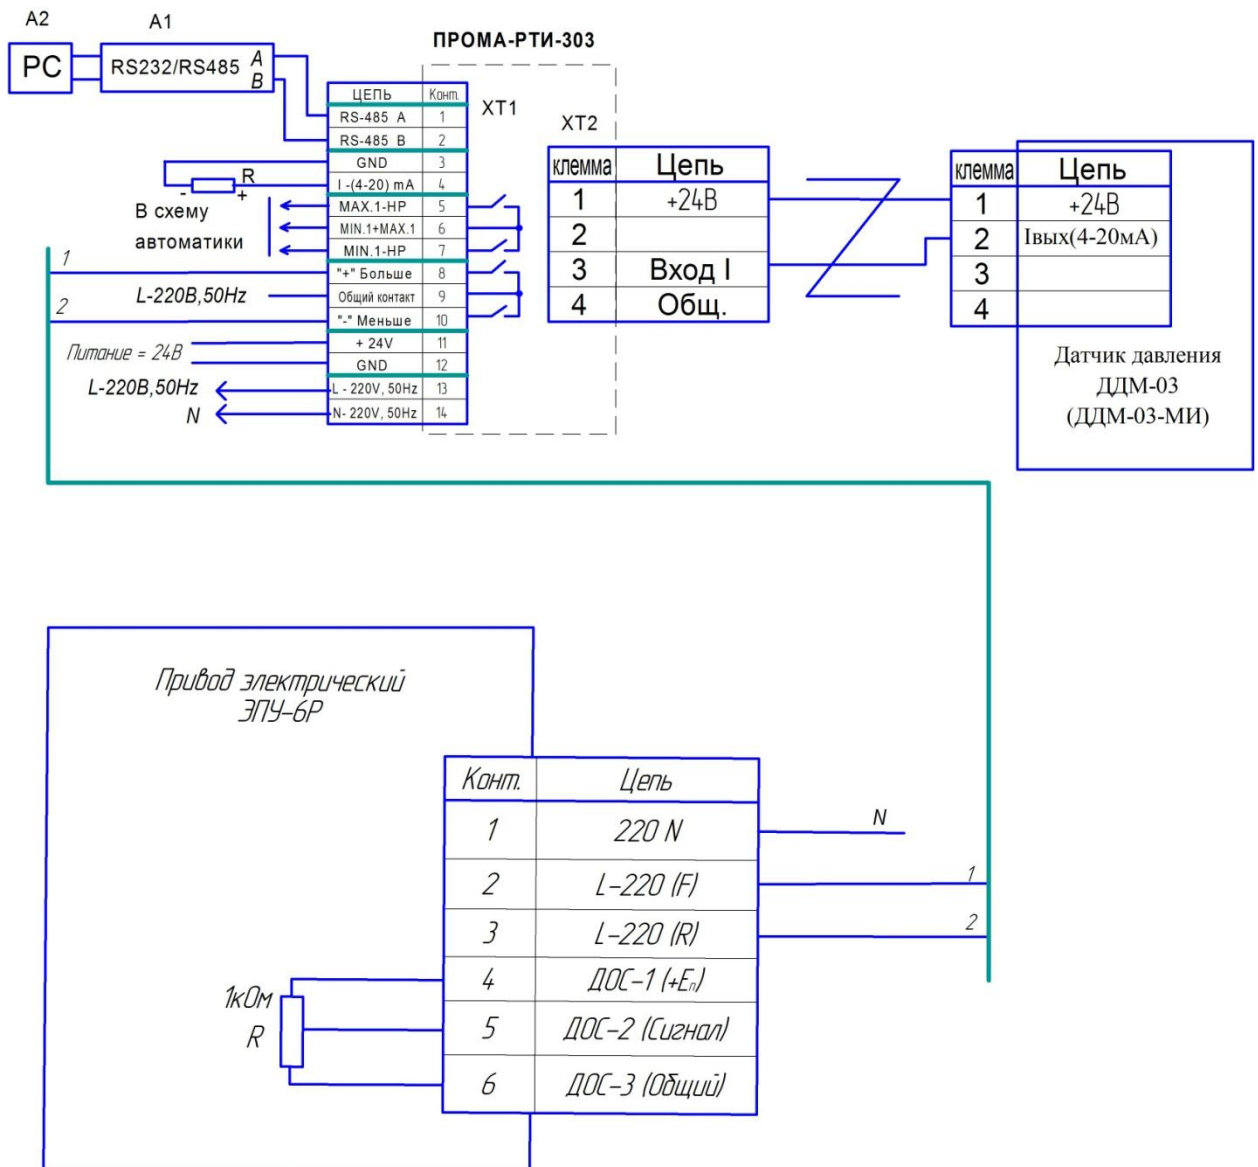 A2
A1
PC
RS232/RS485
A
B
ПРОМА-РТИ-303
XT1
ЦЕПЬ Конт.
RS-485 A 1
RS-485 B 2
GND 3
I -(4-20) mA 4
MAX.1-НР 5
MIN.1+MAX.1 6
MIN.1-НР 7
"+" Больше 8
Общий контакт 9
"-" Меньше 10
+ 24V 11
GND 12
L - 220V, 50Hz 13
N- 220V, 50Hz 14
R
- +
В схему
автоматики
1
L-220В,50Hz
2
Питание = 24В
L-220В,50Hz
N
XT2
клемма Цепь
1 +24В
2
3 Вход I
4 Общ.
клемма Цепь
1 +24В
2 Iвых(4-20мА)
3
4
Датчик давления
ДДМ-03
(ДДМ-03-МИ)
Привод электрический
ЭПУ-6Р
Конт. Цепь
1 220 N
2 L-220 (F)
3 L-220 (R)
4 ДОС-1 (+Eп)
5 ДОС-2 (Сигнал)
6 ДОС-3 (Общий)
N
1
2
1кОм
R